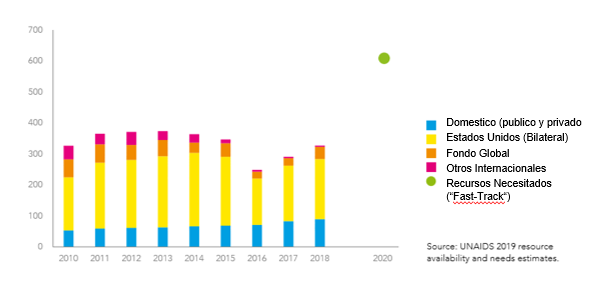 700
600
500
400
300
200
100
0
2010 2011 2012 2013 2014 2015 2016 2017 2018 2020
Domestico (publico y privado
Estados Unidos (Bilateral)
Fondo Global
Otros Internacionales
Recursos Necesitados
(“Fast-Track“)
Source: UNAIDS 2019 resource
availability and needs estimates.